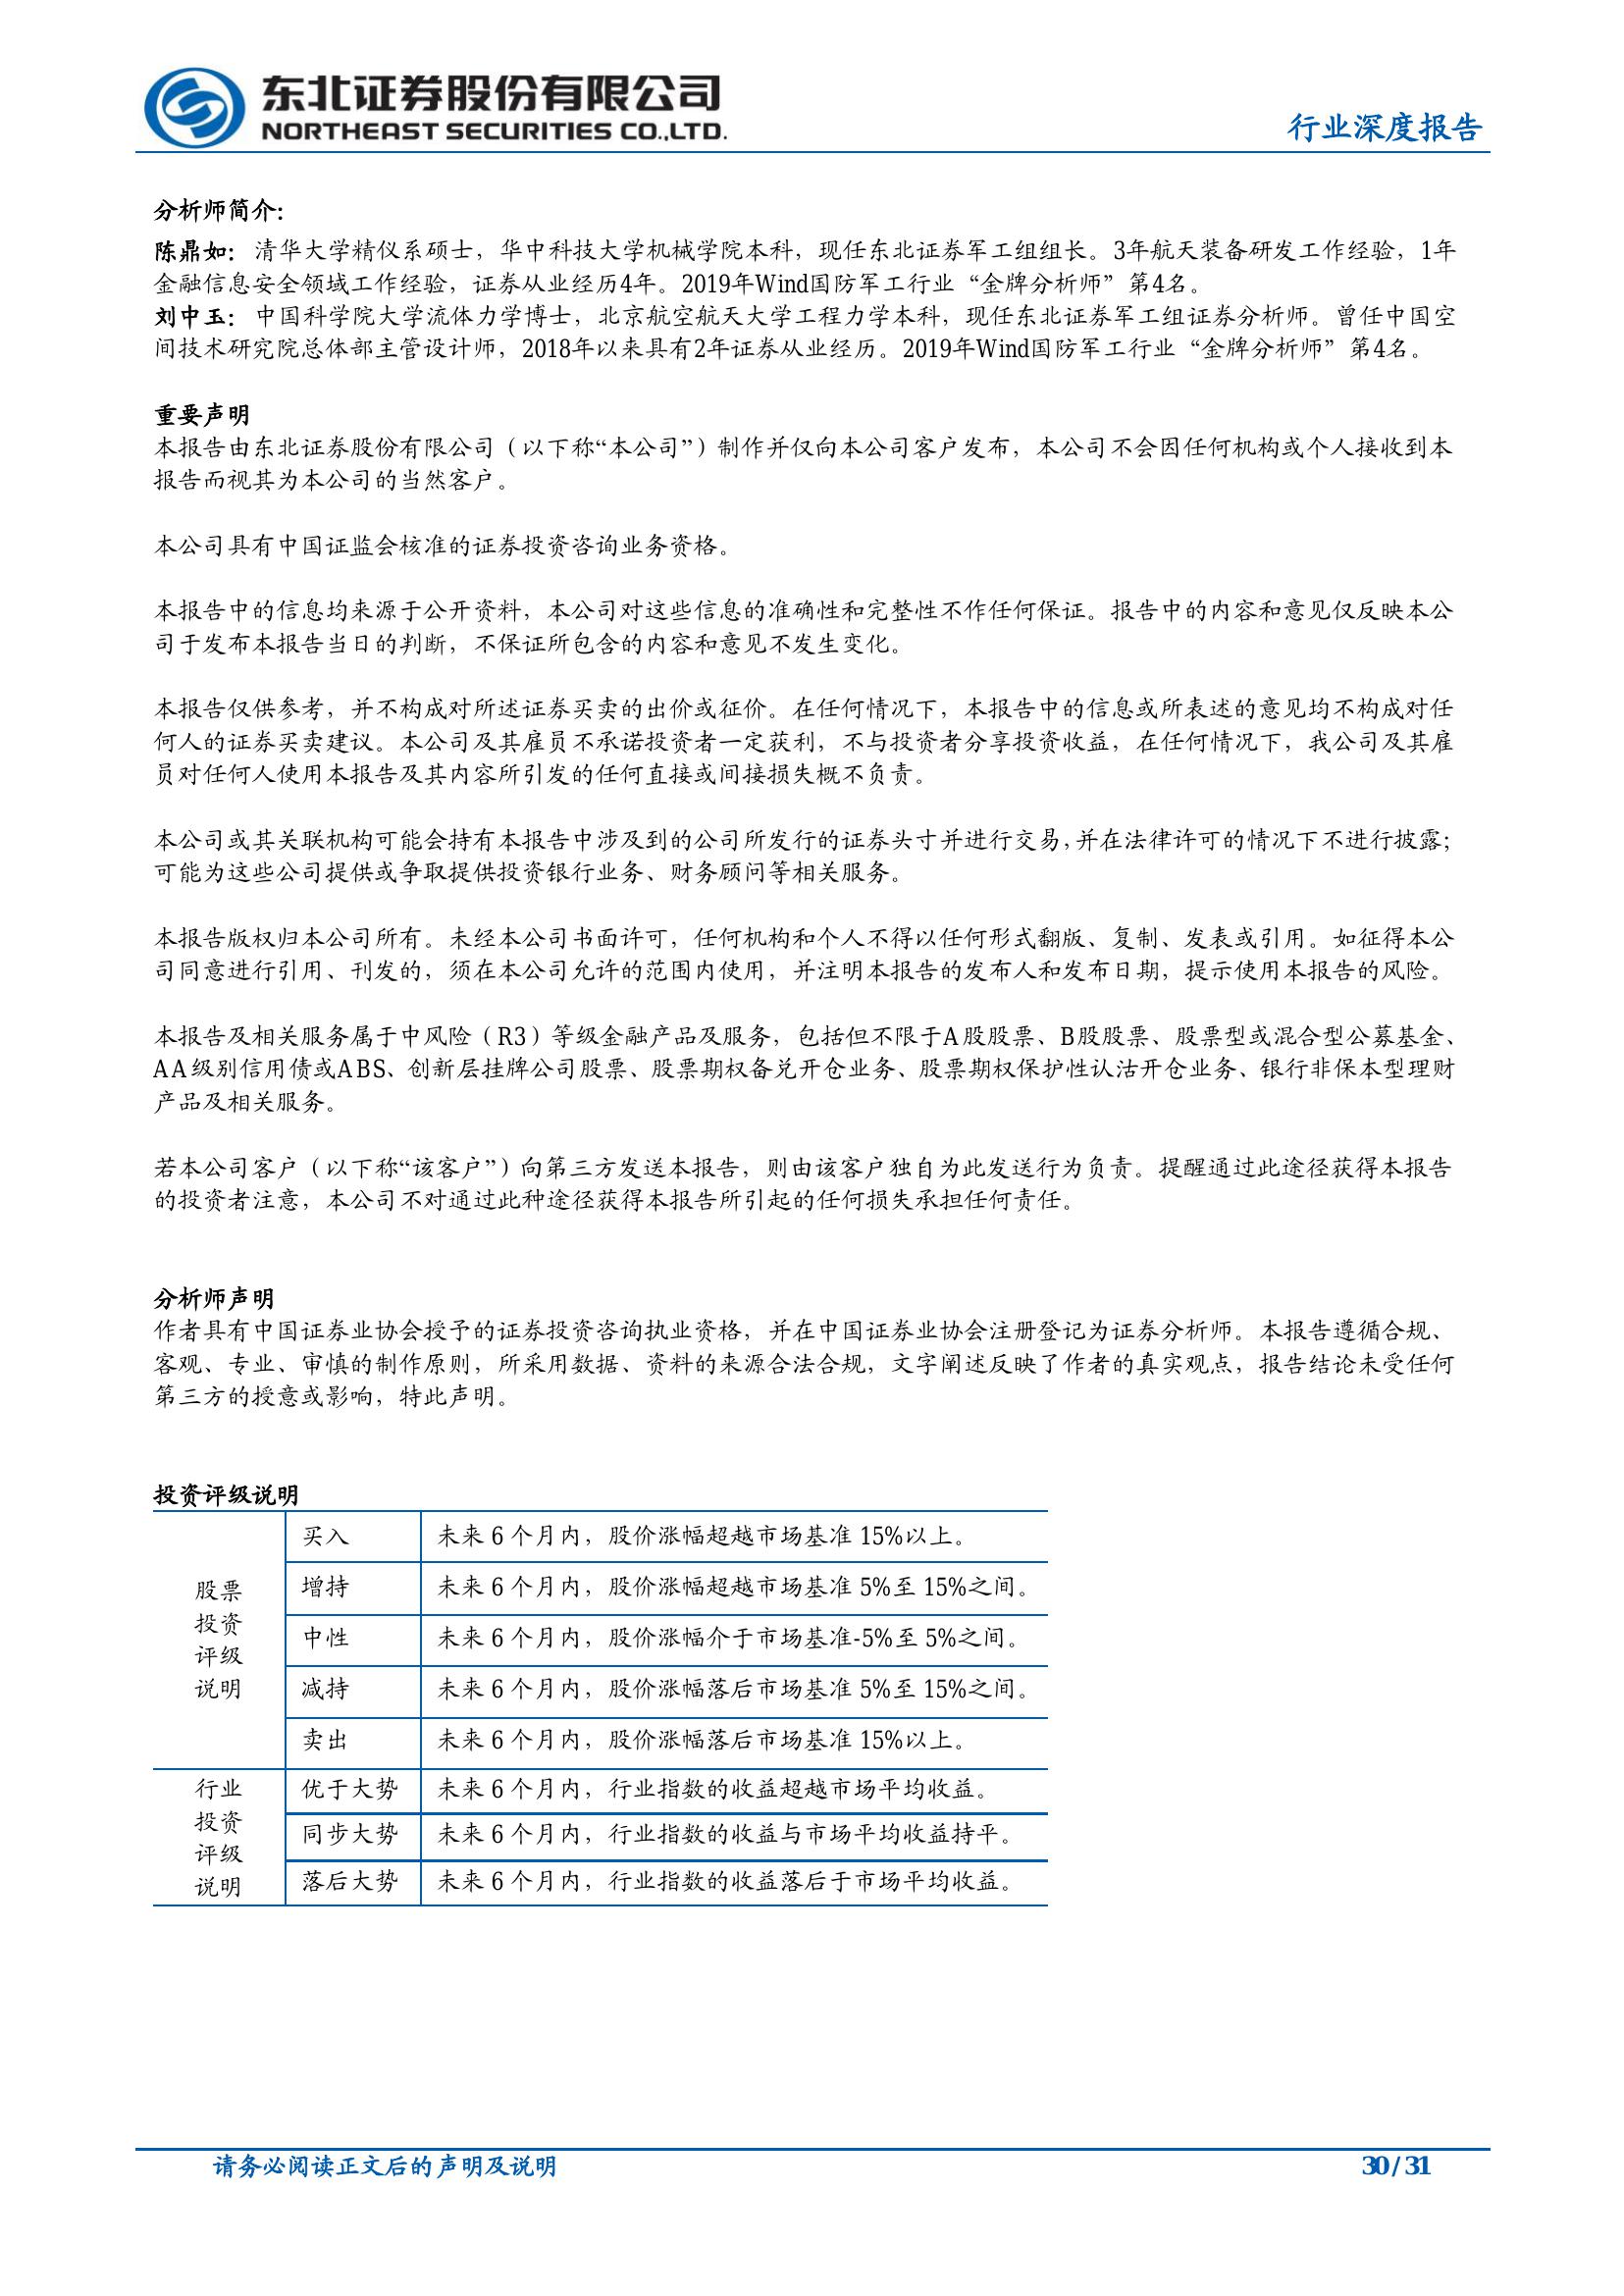 东北证券股份有限公司
NORTHEAST SECURITIES CO.,LTD.
行业深度报告
分析师简介：
陈鼎如：清华大学精仪系硕士，华中科技大学机械学院本科，现任东北证券军工组组长。3年航天装备研发工作经验，1年
金融信息安全领域工作经验，证券从业经历4年。2019年Wind国防军工行业“金牌分析师”第4名。
刘中玉：中国科学院大学流体力学博士，北京航空航天大学工程力学本科，现任东北证券军工组证券分析师。曾任中国空
间技术研究院总体部主管设计师，2018年以来具有2年证券从业经历。2019年Wind国防军工行业“金牌分析师”第4名。
重要声明
本报告由东北证券股份有限公司（以下称“本公司”）制作并仅向本公司客户发布，本公司不会因任何机构或个人接收到本
报告而视其为本公司的当然客户。
本公司具有中国证监会核准的证券投资咨询业务资格。
本报告中的信息均来源于公开资料，本公司对这些信息的准确性和完整性不作任何保证。报告中的内容和意见仅反映本公
司于发布本报告当日的判断，不保证所包含的内容和意见不发生变化。
本报告仅供参考，并不构成对所述证券买卖的出价或征价。在任何情况下，本报告中的信息或所表述的意见均不构成对任
何人的证券买卖建议。本公司及其雇员不承诺投资者一定获利，不与投资者分享投资收益，在任何情况下，我公司及其雇
员对任何人使用本报告及其内容所引发的任何直接或间接损失概不负责。
本公司或其关联机构可能会持有本报告中涉及到的公司所发行的证券头寸并进行交易，并在法律许可的情况下不进行披露；
可能为这些公司提供或争取提供投资银行业务、财务顾问等相关服务。
本报告版权归本公司所有。未经本公司书面许可，任何机构和个人不得以任何形式翻版、复制、发表或引用。如征得本公
司同意进行引用、刊发的，须在本公司允许的范围内使用，并注明本报告的发布人和发布日期，提示使用本报告的风险。
本报告及相关服务属于中风险（R3）等级金融产品及服务，包括但不限于A股股票、B股股票、股票型或混合型公募基金、
AA级别信用债或ABS、创新层挂牌公司股票、股票期权备兑开仓业务、股票期权保护性认沽开仓业务、银行非保本型理财
产品及相关服务。
若本公司客户（以下称“该客户”）向第三方发送本报告，则由该客户独自为此发送行为负责。提醒通过此途径获得本报告
的投资者注意，本公司不对通过此种途径获得本报告所引起的任何损失承担任何责任。
分析师声明
作者具有中国证券业协会授予的证券投资咨询执业资格，并在中国证券业协会注册登记为证券分析师。本报告遵循合规、
客观、专业、审慎的制作原则，所采用数据、资料的来源合法合规，文字阐述反映了作者的真实观点，报告结论未受任何
第三方的授意或影响，特此声明。
投资评级说明
股票
投资
评级
说明
买入 未来 6 个月内，股价涨幅超越市场基准 15%以上。
增持 未来 6 个月内，股价涨幅超越市场基准 5%至 15%之间。
中性 未来 6 个月内，股价涨幅介于市场基准-5%至 5%之间。
减持 未来 6 个月内，股价涨幅落后市场基准 5%至 15%之间。
卖出 未来 6 个月内，股价涨幅落后市场基准 15%以上。
行业
投资
评级
说明
优于大势 未来 6 个月内，行业指数的收益超越市场平均收益。
同步大势 未来 6 个月内，行业指数的收益与市场平均收益持平。
落后大势 未来 6 个月内，行业指数的收益落后于市场平均收益。
请务必阅读正文后的声明及说明
30 / 31